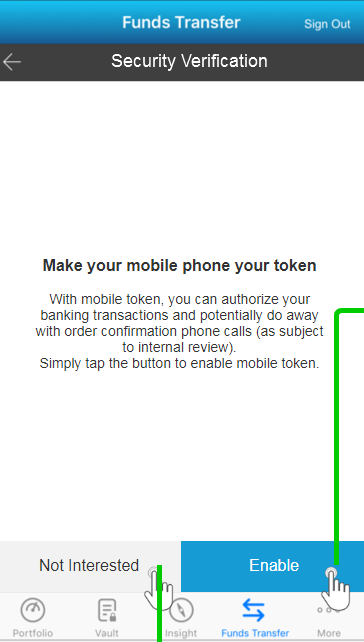 Funds Transfer
Sign Out
Security Verification
Make your mobile phone your token
With mobile token, you can authorize your
banking transactions and potentially do away
with order confirmation phone calls (as subject
to internal review).
Simply tap the button to enable mobile token.
Not Interested
Enable
Portfolio
Vault
Insight
Funds Transfer
More